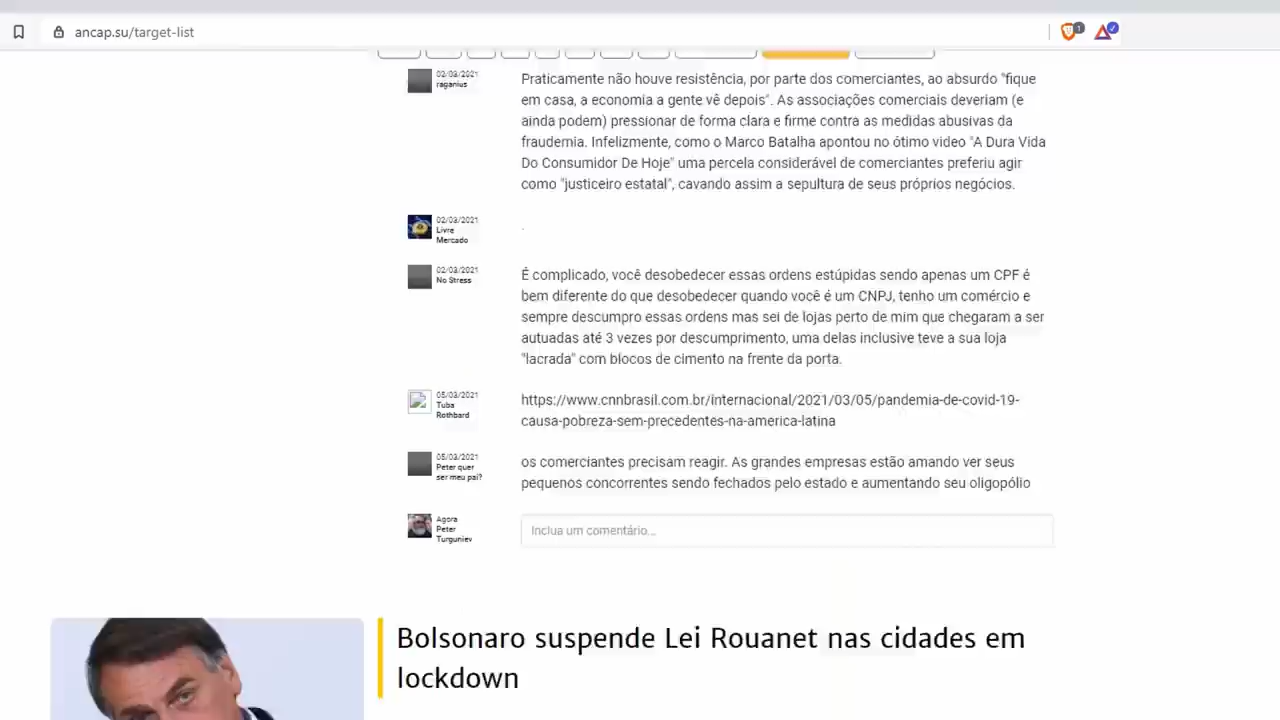 ancap.su/target-list
1
02/03/2021
raganius
Praticamente não houve resistência, por parte dos comerciantes, ao absurdo "fique
em casa, a economia a gente vê depois". As associações comerciais deveriam (e
ainda podem) pressionar de forma clara e firme contra as medidas abusivas da
fraudemia. Infelizmente, como o Marco Batalha apontou no ótimo video "A Dura Vida
Do Consumidor De Hoje" uma percela considerável de comerciantes preferiu agir
como "justiceiro estatal", cavando assim a sepultura de seus próprios negócios.
02/03/2021
Livre
Mercado
.
02/03/2021
No Stress
É complicado, você desobedecer essas ordens estúpidas sendo apenas um CPF é
bem diferente do que desobedecer quando você é um CNPJ, tenho um comércio e
sempre descumpro essas ordens mas sei de lojas perto de mim que chegaram a ser
autuadas até 3 vezes por descumprimento, uma delas inclusive teve a sua loja
"lacrada" com blocos de cimento na frente da porta.
05/03/2021
Tuba
Rothbard
https://www.cnnbrasil.com.br/internacional/2021/03/05/pandemia-de-covid-19-
causa-pobreza-sem-precedentes-na-america-latina
05/03/2021
Peter quer
ser meu pai?
os comerciantes precisam reagir. As grandes empresas estão amando ver seus
pequenos concorrentes sendo fechados pelo estado e aumentando seu oligopólio
Agora
Peter
Turguniev
Inclua um comentário...
Bolsonaro suspende Lei Rouanet nas cidades em
lockdown